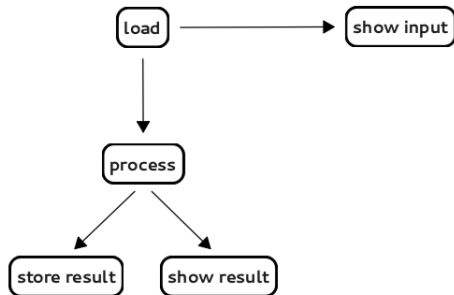 load
show input
process
store result
show result